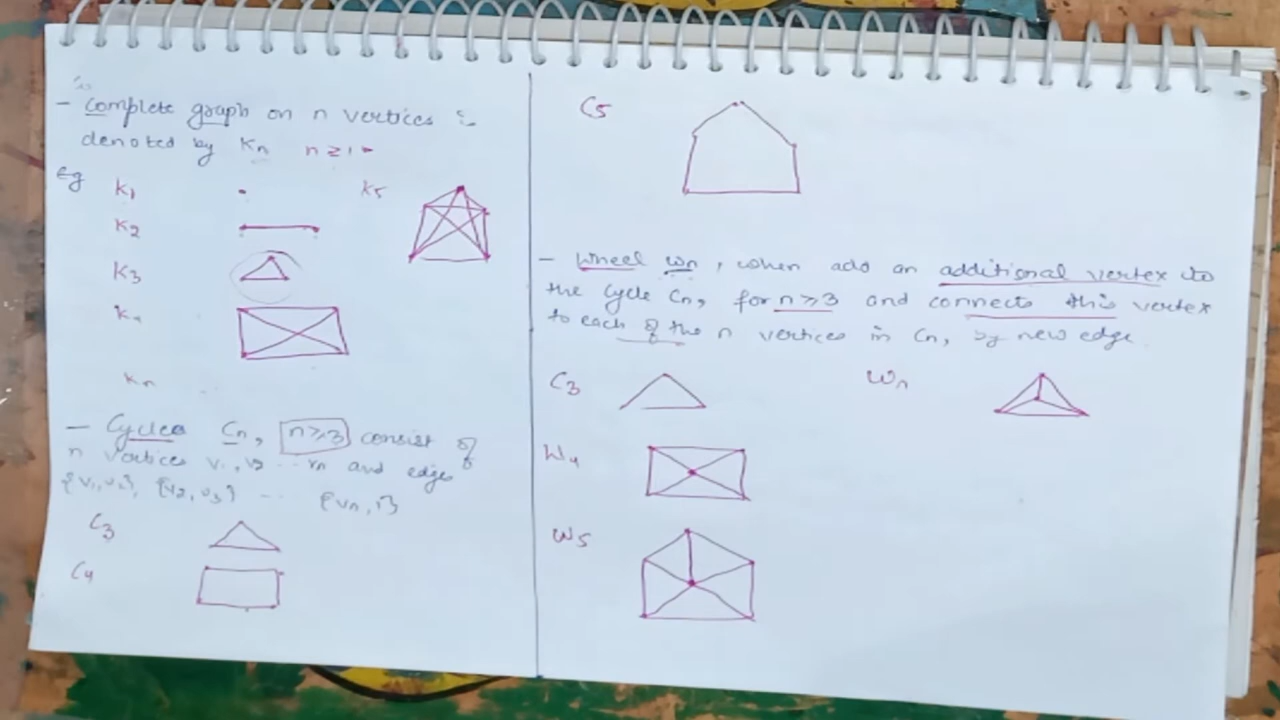 - Complete graph on n vertices is
denoted by Kn n ≥ 1
Eg K1 K5
K2
K3
K4
Kn
- Cycles Cn, n≥3 consist of
n vertices v1, v2 ... vn and edges
{v1,v2}, {v2,v3} ... {vn,1}
C3
C4
C5
- Wheel Wn, when add an additional vertex to
the cycle Cn, for n≥3 and connects this vertex
to each of the n vertices in Cn, by new edge
C3 Wn
W4
W5